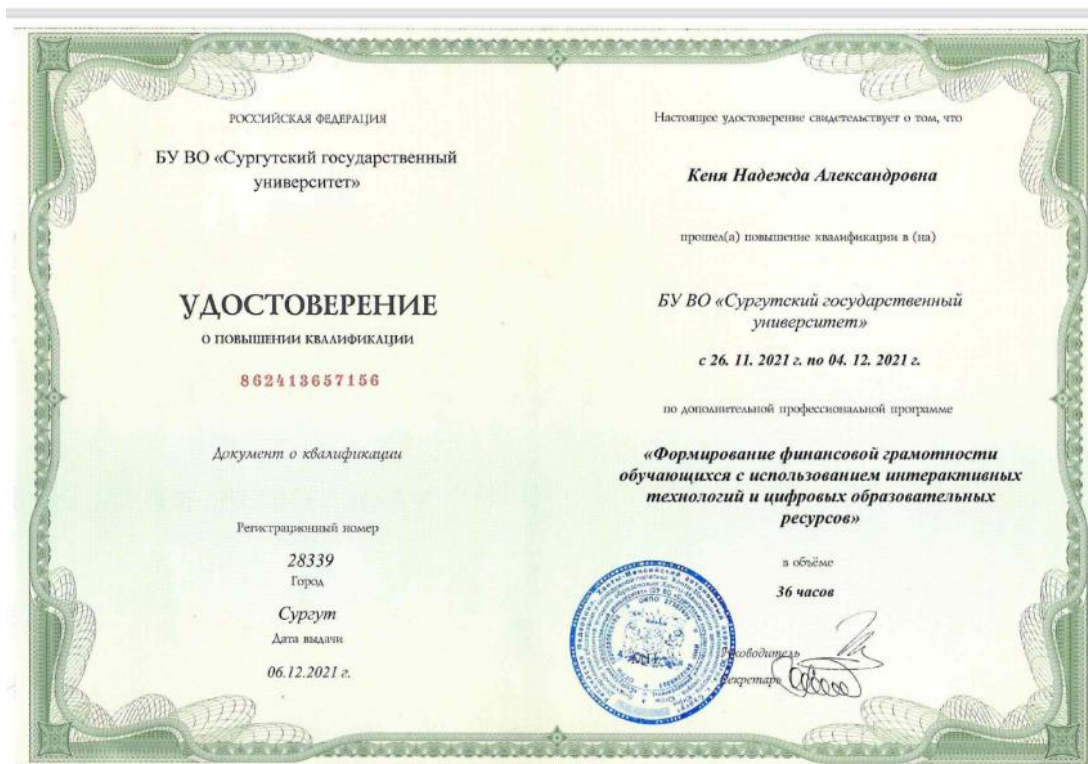 РОССИЙСКАЯ ФЕДЕРАЦИЯ
БУ ВО «Сургутский государственный
университет»
УДОСТОВЕРЕНИЕ
О ПОВЫШЕНИИ КВАЛИФИКАЦИИ
862413657156
Документ о квалификации
Регистрационный номер
28339
Город
Сургут
Дата выдачи
06.12.2021 г.
Настоящее удостоверение свидетельствует о том, что
Кеня Надежда Александровна
прошел(а) повышение квалификации в (на)
БУ ВО «Сургутский государственный
университет»
с 26. 11. 2021 г. по 04. 12. 2021 г.
по дополнительной профессиональной программе
«Формирование финансовой грамотности
обучающихся с использованием интерактивных
технологий и цифровых образовательных
ресурсов»
в объёме
36 часов
Руководитель
Секретарь